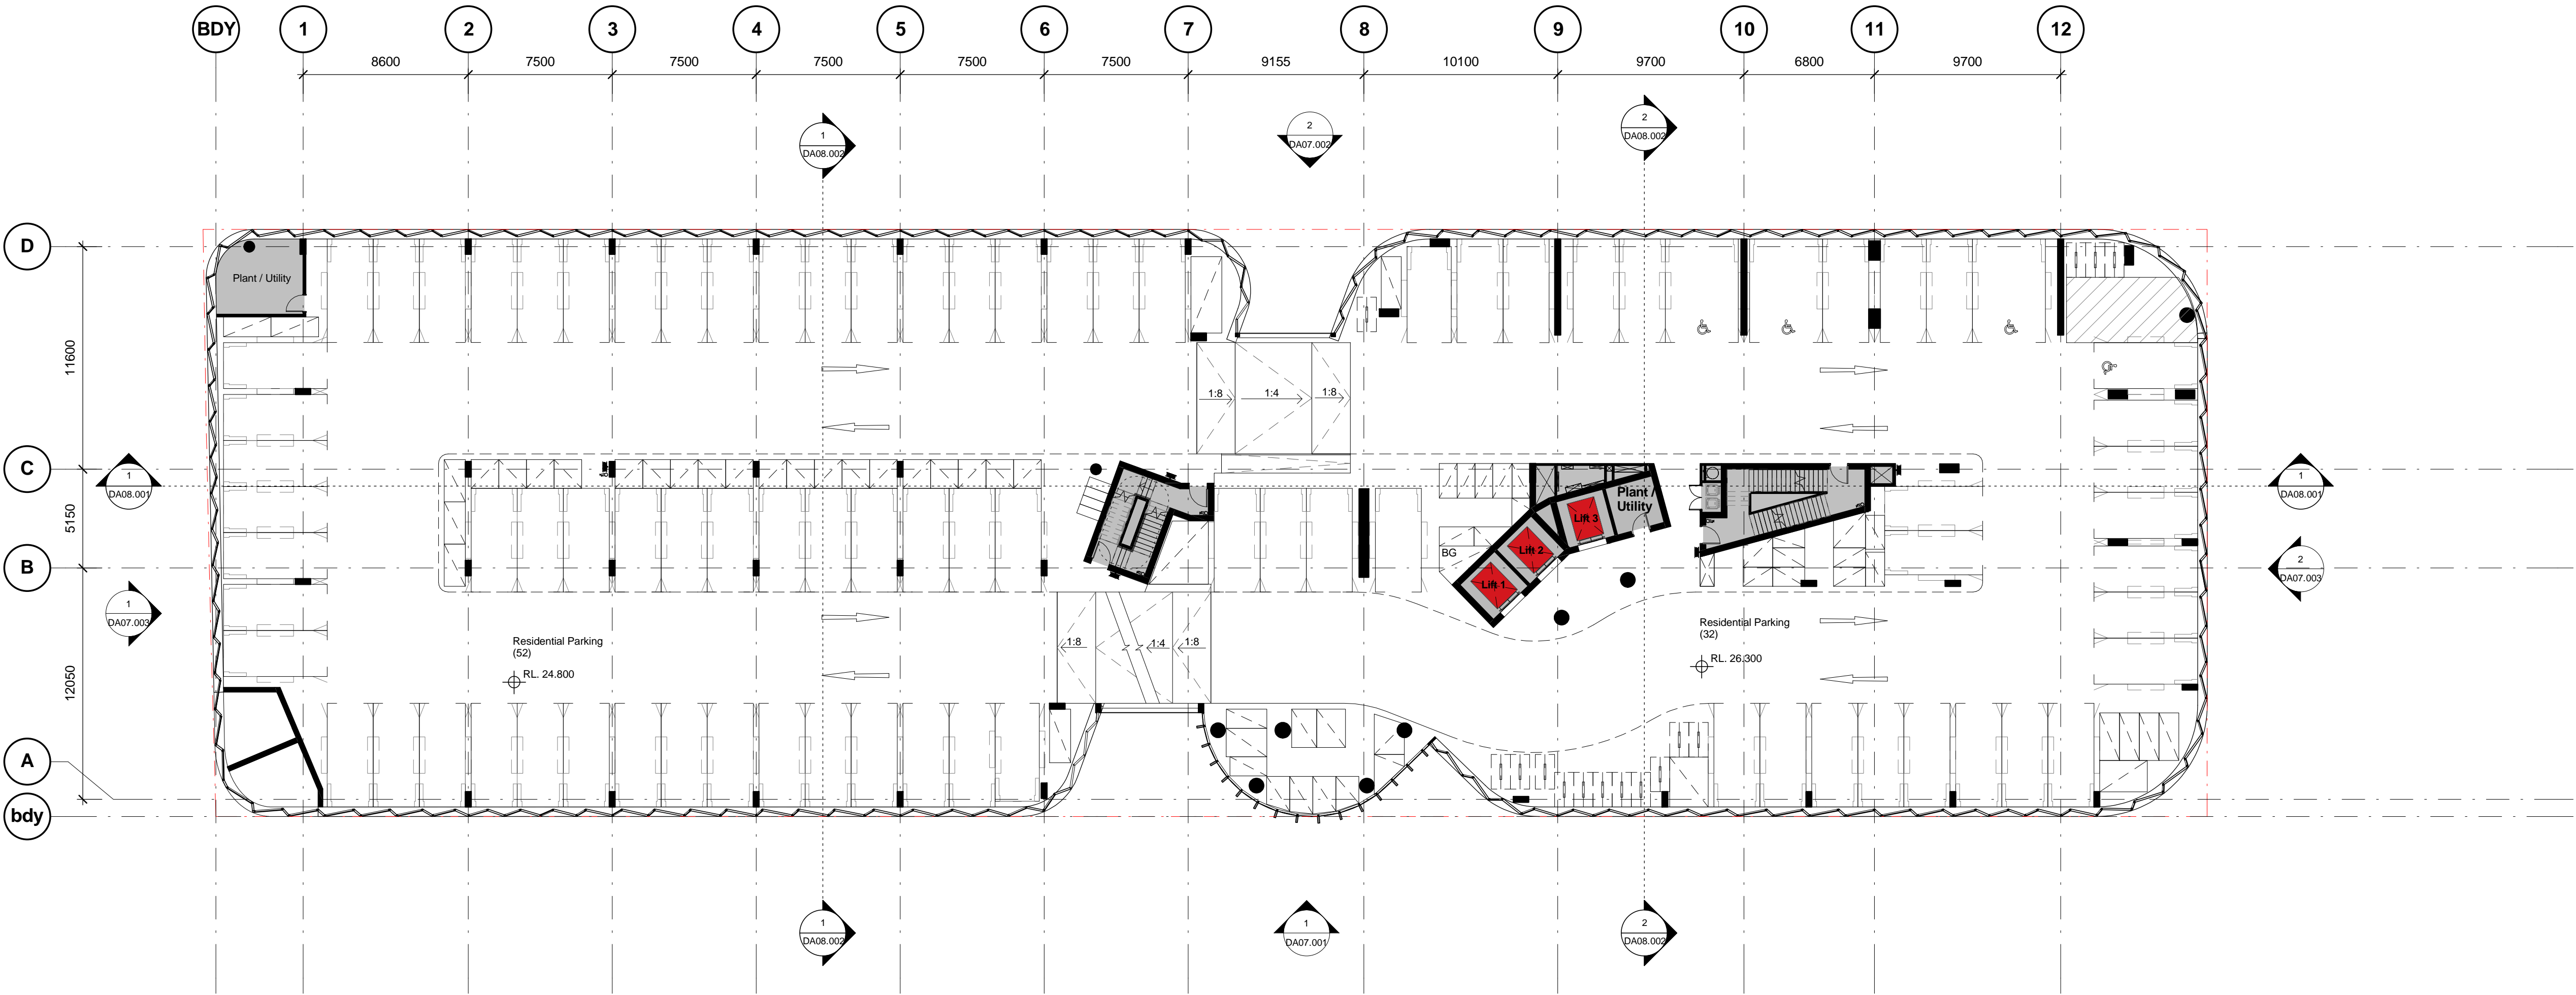 BDY
1
2
3
4
5
6
7
8
9
10
11
12
8600
7500
7500
7500
7500
7500
9155
10100
9700
6800
9700
1
DA08.002
2
DA07.002
2
DA08.002
D
C
B
A
bdy
11600
5150
12050
1
DA08.001
1
DA07.003
1
DA08.001
2
DA07.003
Plant / Utility
1:8
1:4
1:8
Plant /
Utility
Lift 3
Lift 2
Lift 1
BG
1:8
1:4
1:8
Residential Parking
(52)
RL. 24.800
Residential Parking
(32)
RL. 26.300
1
DA08.002
1
DA07.001
2
DA08.002